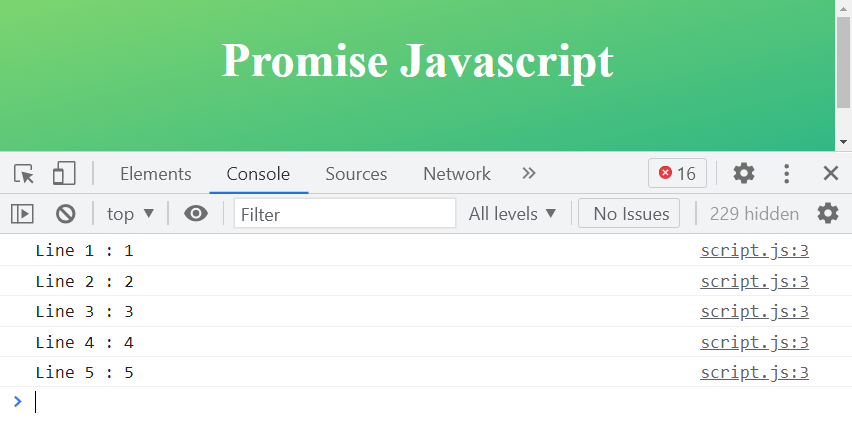 Promise Javascript
Elements Console Sources Network » 16
top ▼ Filter All levels ▼ No Issues 229 hidden
Line 1 : 1 script.js:3
Line 2 : 2 script.js:3
Line 3 : 3 script.js:3
Line 4 : 4 script.js:3
Line 5 : 5 script.js:3